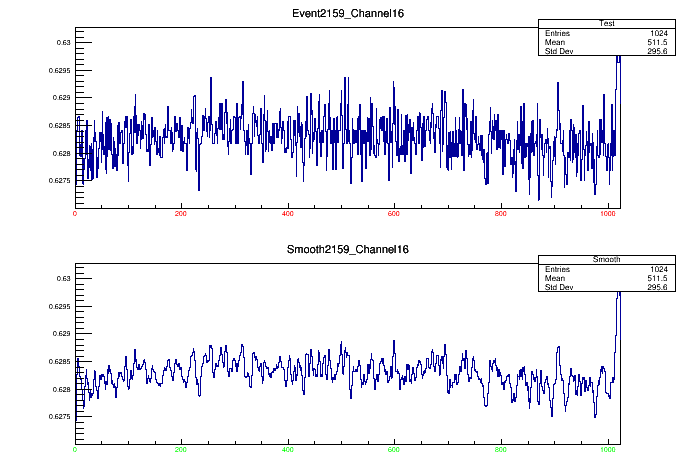 Event2159_Channel16
Test
Entries 1024
Mean 511.5
Std Dev 295.6
0.63
0.6295
0.629
0.6285
0.628
0.6275
0 200 400 600 800 1000
Smooth2159_Channel16
Smooth
Entries 1024
Mean 511.5
Std Dev 295.6
0.63
0.6295
0.629
0.6285
0.628
0.6275
0 200 400 600 800 1000